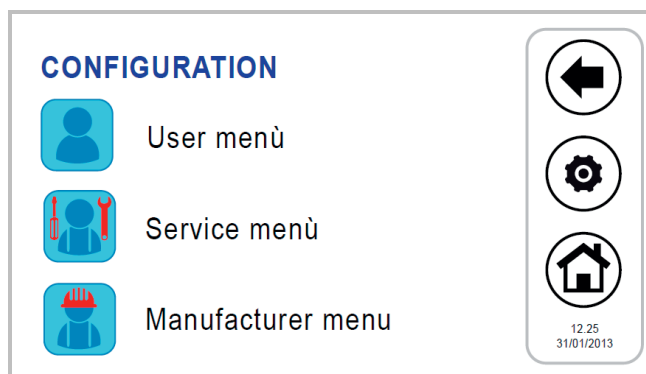 CONFIGURATION
User menù
Service menù
Manufacturer menu
12.25
31/01/2013